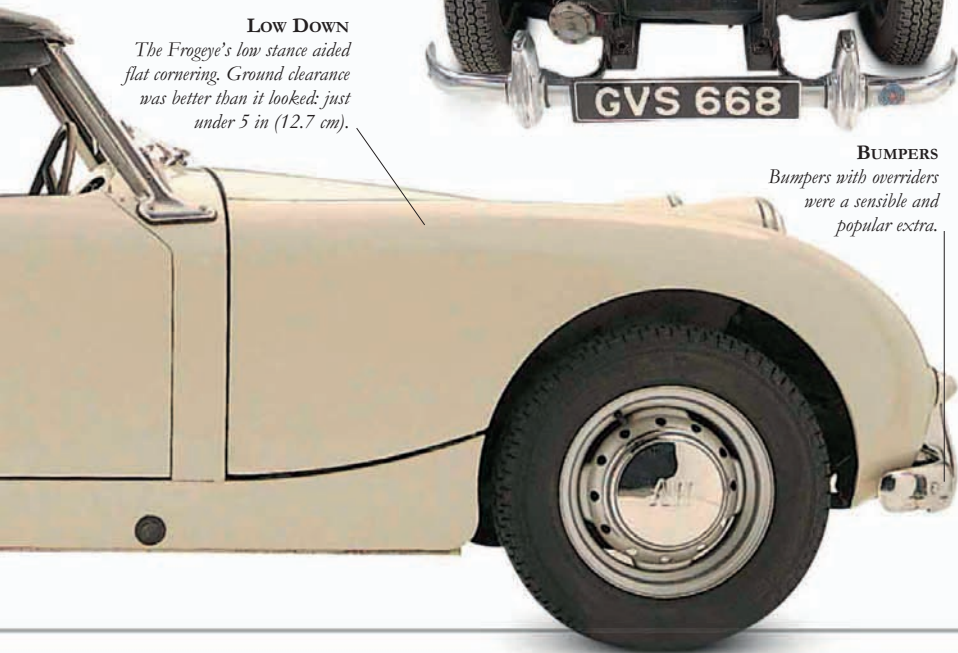 LOW DOWN
The Frogeye's low stance aided
flat cornering. Ground clearance
was better than it looked: just
under 5 in (12.7 cm).
GVS 668
BUMPERS
Bumpers with overriders
were a sensible and
popular extra.
AH